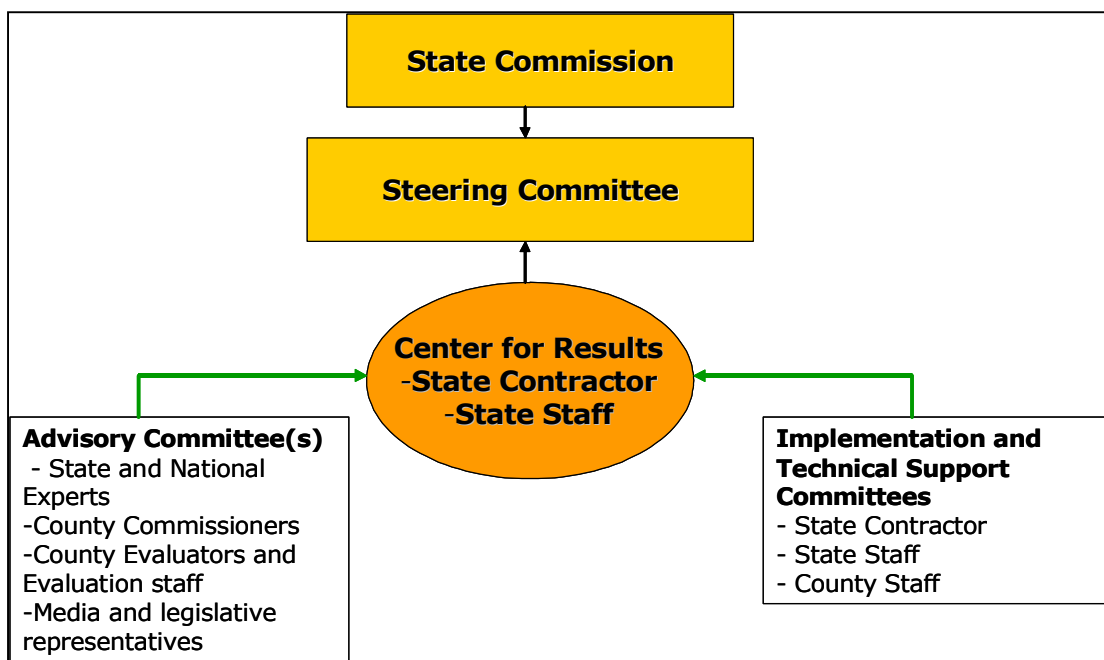 State Commission
Steering Committee
Center for Results
-State Contractor
-State Staff
Advisory Committee(s)
- State and National
Experts
-County Commissioners
-County Evaluators and
Evaluation staff
-Media and legislative
representatives
Implementation and
Technical Support
Committees
- State Contractor
- State Staff
- County Staff